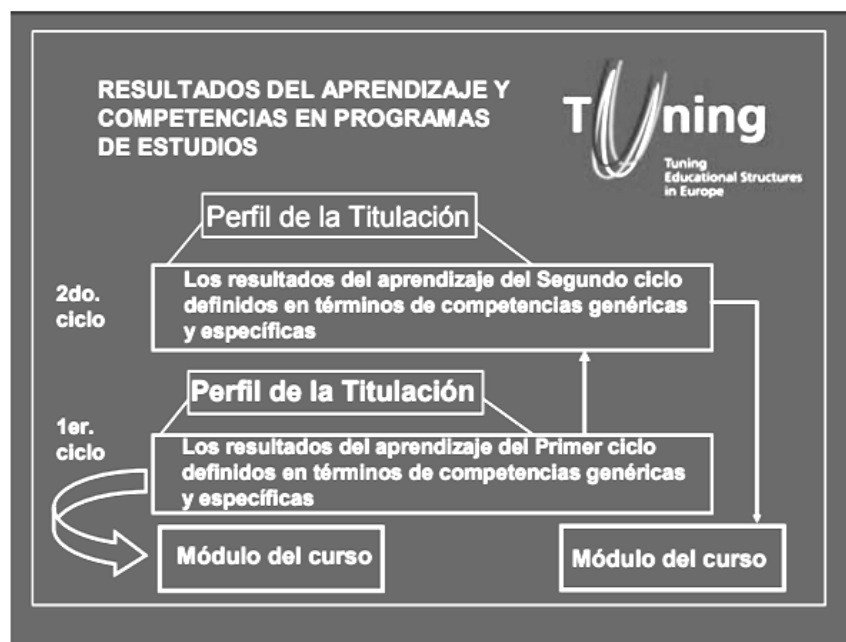 RESULTADOS DEL APRENDIZAJE Y
COMPETENCIAS EN PROGRAMAS
DE ESTUDIOS
TUning
Tuning
Educational Structures
in Europe
Perfil de la Titulación
2do.
ciclo
Los resultados del aprendizaje del Segundo ciclo
definidos en términos de competencias genéricas
y específicas
Perfil de la Titulación
1er.
ciclo
Los resultados del aprendizaje del Primer ciclo
definidos en términos de competencias genéricas
y específicas
Módulo del curso
Módulo del curso